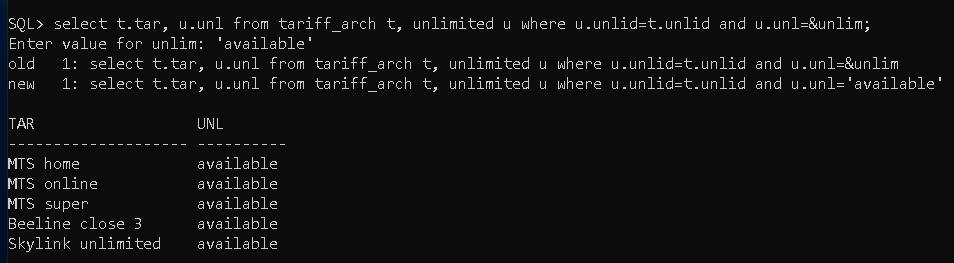 SQL> select t.tar, u.unl from tariff_arch t, unlimited u where u.unlid=t.unlid and u.unl=&unlim;
Enter value for unlim: 'available'
old   1: select t.tar, u.unl from tariff_arch t, unlimited u where u.unlid=t.unlid and u.unl=&unlim
new   1: select t.tar, u.unl from tariff_arch t, unlimited u where u.unlid=t.unlid and u.unl='available'
TAR                  UNL
-------------------- ----------
MTS home             available
MTS online           available
MTS super            available
Beeline close 3      available
Skylink unlimited    available